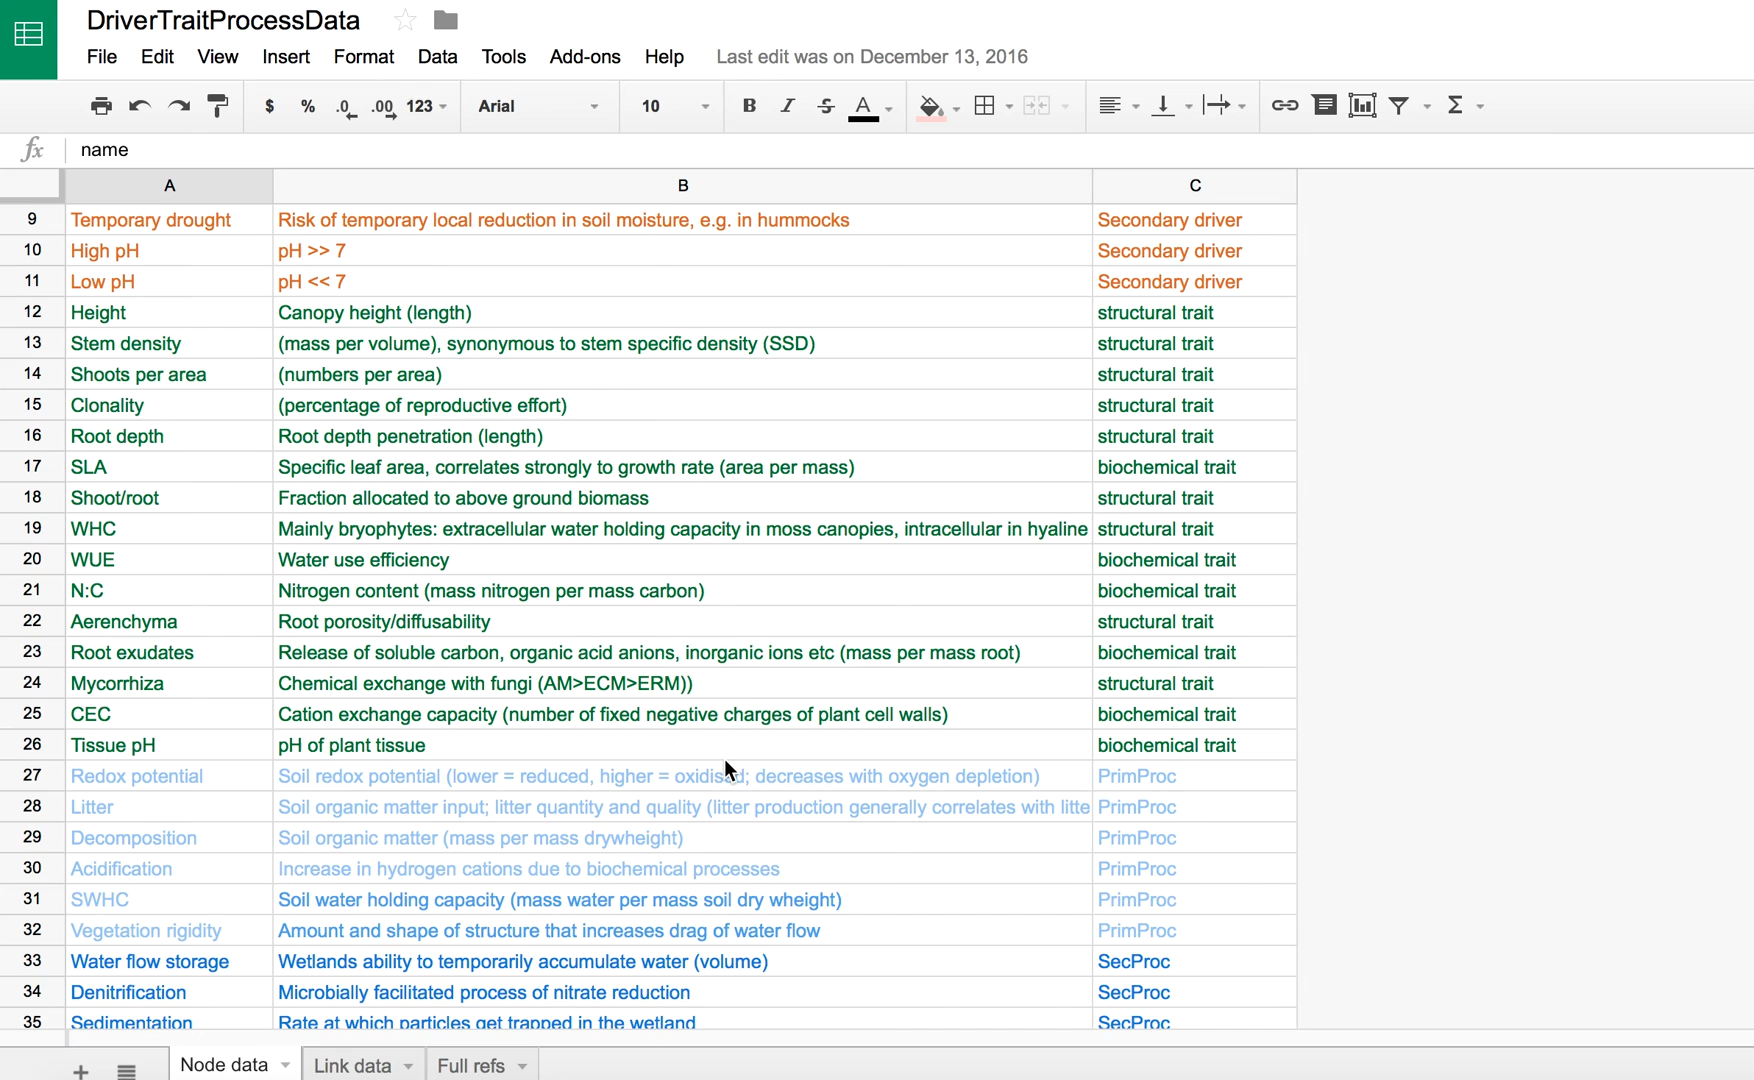 DriverTraitProcessData
File Edit View Insert Format Data Tools Add-ons Help Last edit was on December 13, 2016
$ % .0 .00 123 Arial 10 B I S A Σ
fx name
A B C
9 Temporary drought Risk of temporary local reduction in soil moisture, e.g. in hummocks Secondary driver
10 High pH pH >> 7 Secondary driver
11 Low pH pH << 7 Secondary driver
12 Height Canopy height (length) structural trait
13 Stem density (mass per volume), synonymous to stem specific density (SSD) structural trait
14 Shoots per area (numbers per area) structural trait
15 Clonality (percentage of reproductive effort) structural trait
16 Root depth Root depth penetration (length) structural trait
17 SLA Specific leaf area, correlates strongly to growth rate (area per mass) biochemical trait
18 Shoot/root Fraction allocated to above ground biomass structural trait
19 WHC Mainly bryophytes: extracellular water holding capacity in moss canopies, intracellular in hyaline structural trait
20 WUE Water use efficiency biochemical trait
21 N:C Nitrogen content (mass nitrogen per mass carbon) biochemical trait
22 Aerenchyma Root porosity/diffusability structural trait
23 Root exudates Release of soluble carbon, organic acid anions, inorganic ions etc (mass per mass root) biochemical trait
24 Mycorrhiza Chemical exchange with fungi (AM>ECM>ERM)) structural trait
25 CEC Cation exchange capacity (number of fixed negative charges of plant cell walls) biochemical trait
26 Tissue pH pH of plant tissue biochemical trait
27 Redox potential Soil redox potential (lower = reduced, higher = oxidised; decreases with oxygen depletion) PrimProc
28 Litter Soil organic matter input; litter quantity and quality (litter production generally correlates with litte PrimProc
29 Decomposition Soil organic matter (mass per mass drywheight) PrimProc
30 Acidification Increase in hydrogen cations due to biochemical processes PrimProc
31 SWHC Soil water holding capacity (mass water per mass soil dry wheight) PrimProc
32 Vegetation rigidity Amount and shape of structure that increases drag of water flow PrimProc
33 Water flow storage Wetlands ability to temporarily accumulate water (volume) SecProc
34 Denitrification Microbially facilitated process of nitrate reduction SecProc
35 Sedimentation Rate at which particles get trapped in the wetland SecProc
+ Node data Link data Full refs